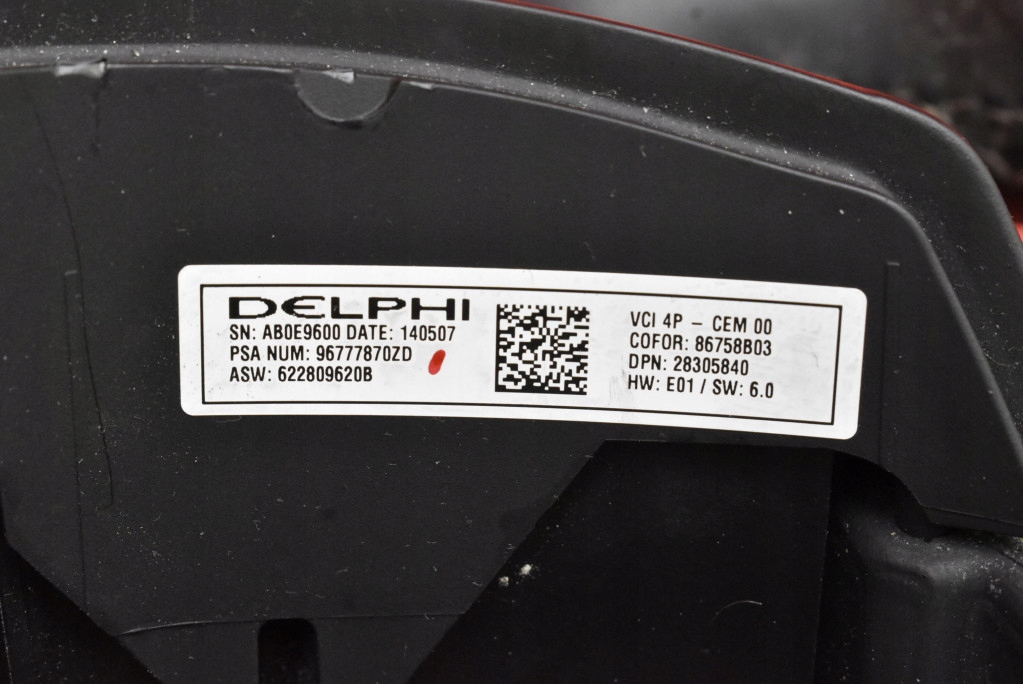 DELPHI
SN: AB0E9600 DATE: 140507
PSA NUM: 96777870ZD
ASW: 622809620B
VCI 4P - CEM 00
COFOR: 86758B03
DPN: 28305840
HW: E01 / SW: 6.0